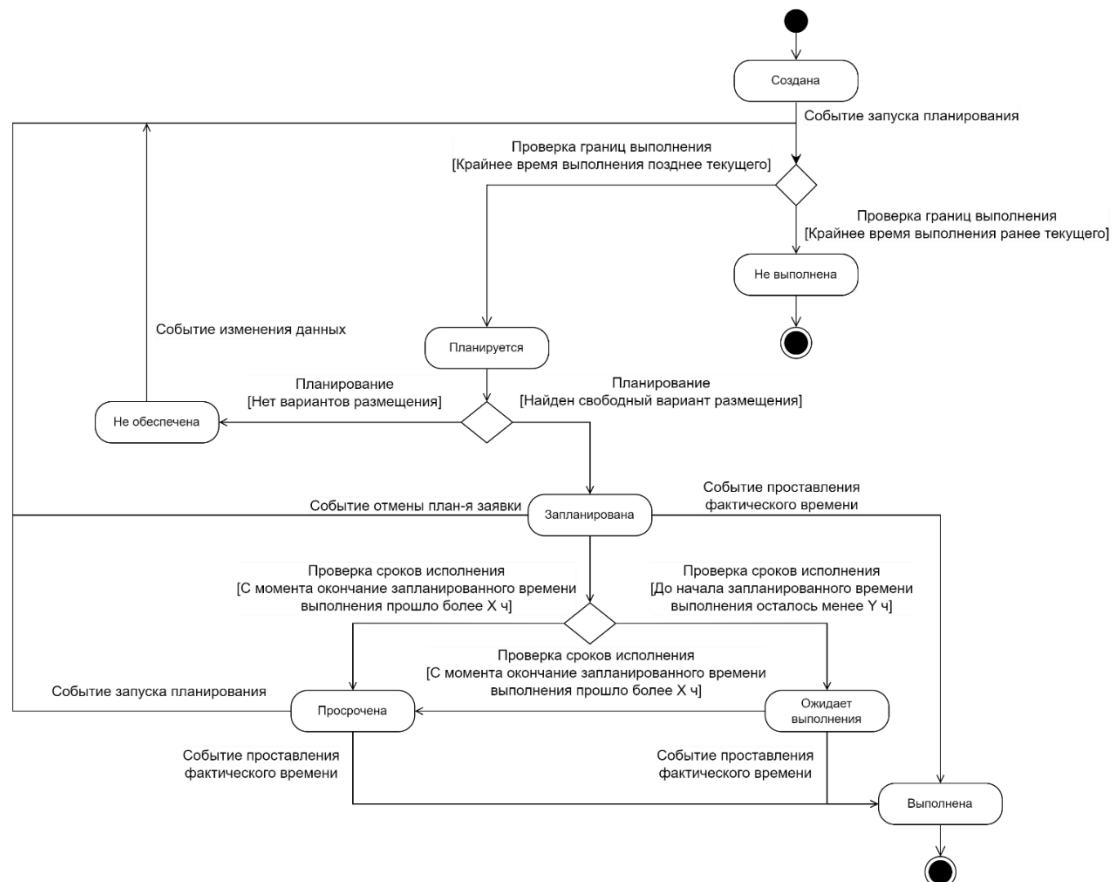 Создана
Событие запуска планирования
Проверка границ выполнения
[Крайнее время выполнения позднее текущего]
Проверка границ выполнения
[Крайнее время выполнения ранее текущего]
Не выполнена
Событие изменения данных
Планируется
Планирование
[Нет вариантов размещения]
Планирование
[Найден свободный вариант размещения]
Не обеспечена
Событие отмены план-я заявки
Запланирована
Событие проставления
фактического времени
Проверка сроков исполнения
[С момента окончание запланированного времени
выполнения прошло более X ч]
Проверка сроков исполнения
[До начала запланированного времени
выполнения осталось менее Y ч]
Проверка сроков исполнения
[С момента окончание запланированного времени
выполнения прошло более X ч]
Событие запуска планирования
Просрочена
Ожидает
выполнения
Событие проставления
фактического времени
Событие проставления
фактического времени
Выполнена